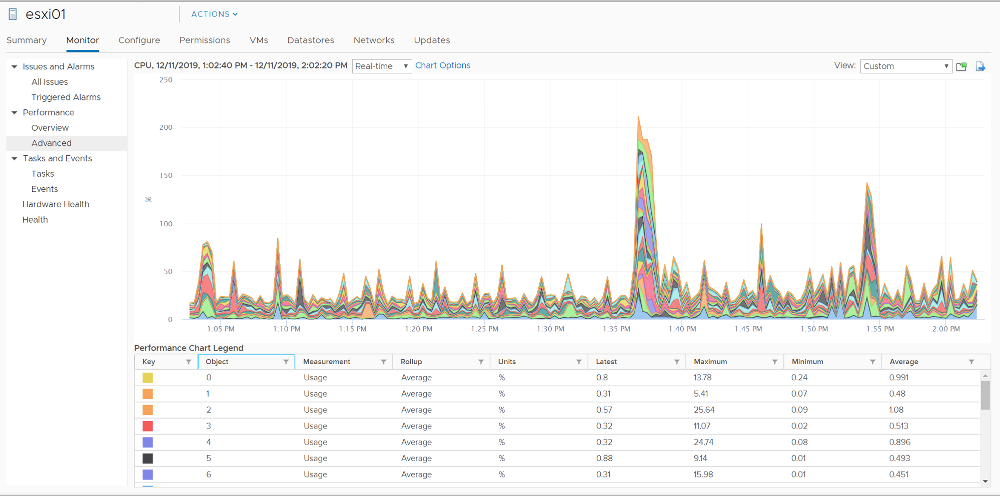 esxi01
ACTIONS
Summary Monitor Configure Permissions VMs Datastores Networks Updates
Issues and Alarms
All Issues
Triggered Alarms
Performance
Overview
Advanced
Tasks and Events
Tasks
Events
Hardware Health
Health
CPU, 12/11/2019, 1:02:40 PM - 12/11/2019, 2:02:20 PM Real-time Chart Options View: Custom
250
200
150
100
50
0
%
1:05 PM 1:10 PM 1:15 PM 1:20 PM 1:25 PM 1:30 PM 1:35 PM 1:40 PM 1:45 PM 1:50 PM 1:55 PM 2:00 PM
Performance Chart Legend
Key Object Measurement Rollup Units Latest Maximum Minimum Average
0 Usage Average % 0.8 13.78 0.24 0.991
1 Usage Average % 0.31 5.41 0.07 0.48
2 Usage Average % 0.57 25.64 0.09 1.08
3 Usage Average % 0.32 11.07 0.02 0.513
4 Usage Average % 0.32 24.74 0.08 0.896
5 Usage Average % 0.88 9.14 0.01 0.493
6 Usage Average % 0.31 15.98 0.01 0.451